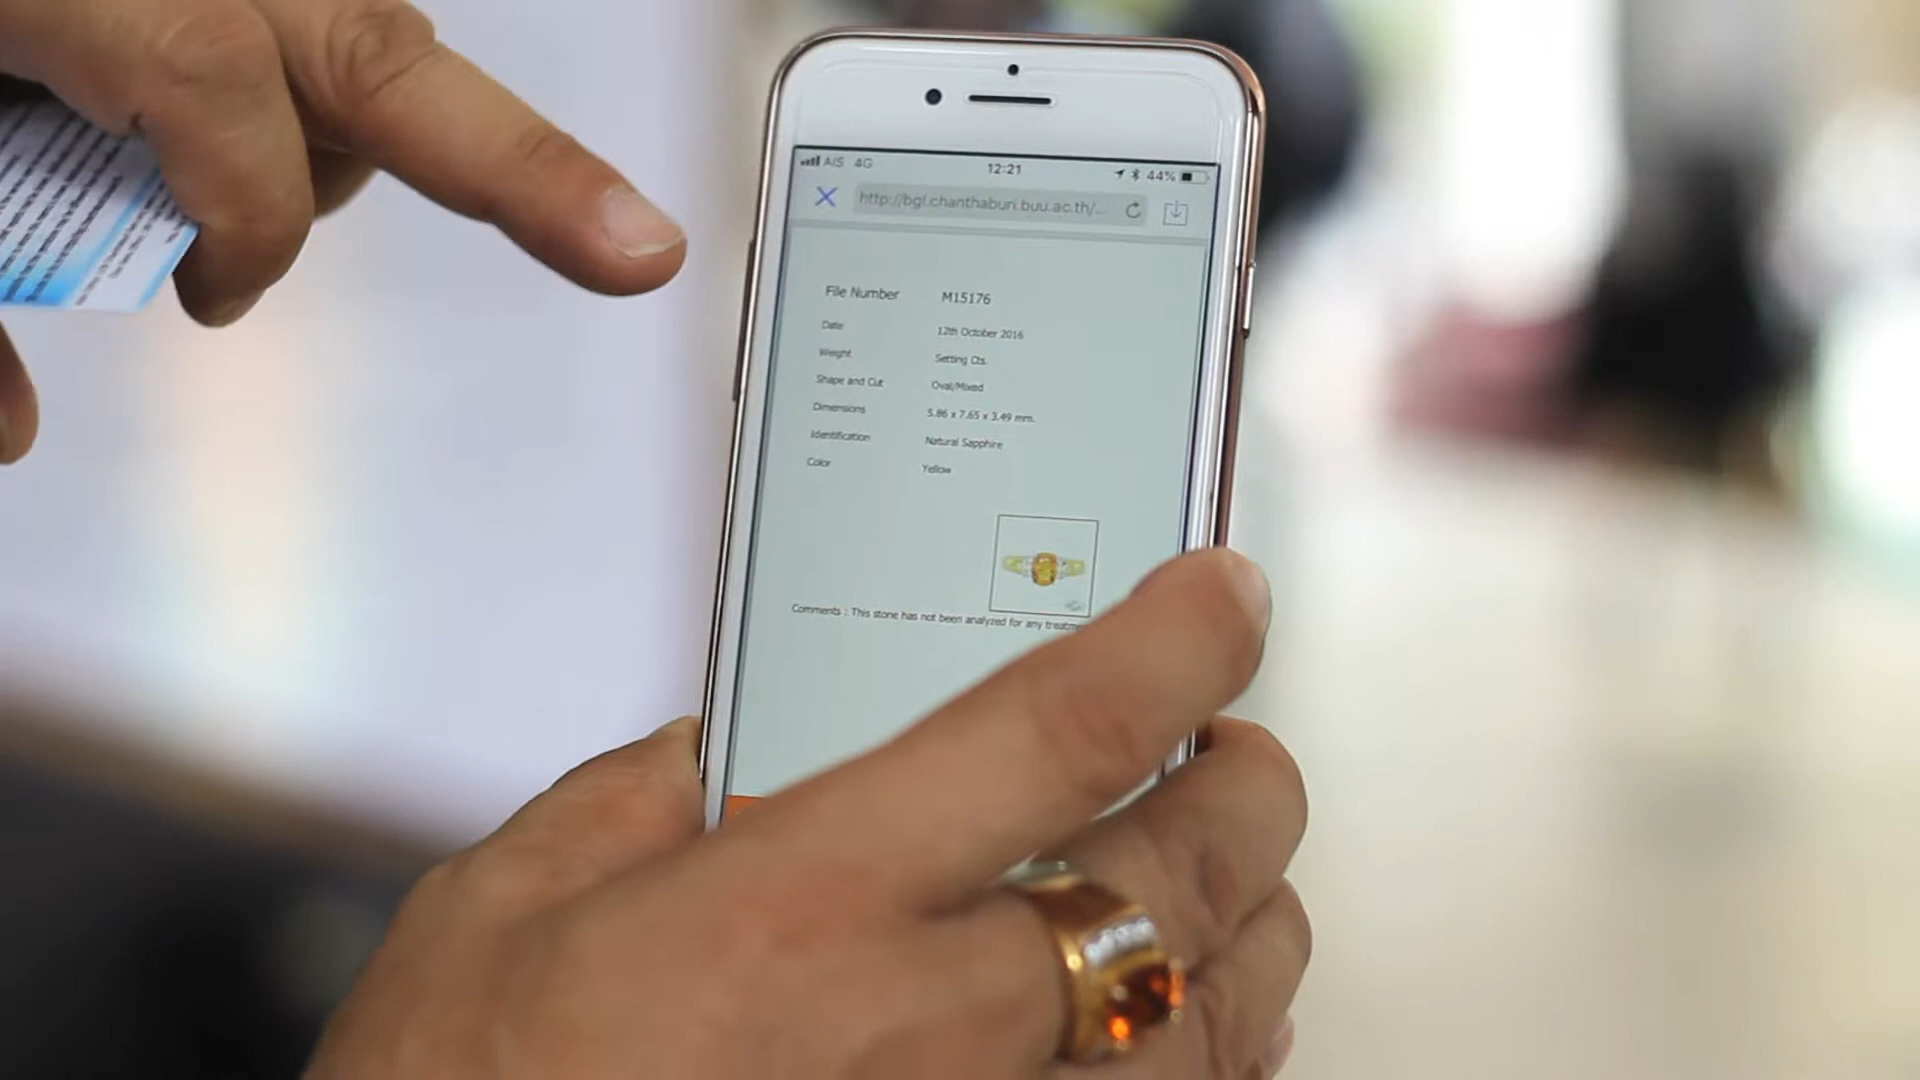 AIS 4G 12:21 44%
http://bgl.chanthaburi.buu.ac.th/...
File Number M15176
Date 12th October 2016
Weight Setting Cts.
Shape and Cut Oval/Mixed
Dimensions 5.86 x 7.65 x 3.49 mm.
Identification Natural Sapphire
Color Yellow
Comments : This stone has not been analyzed for any